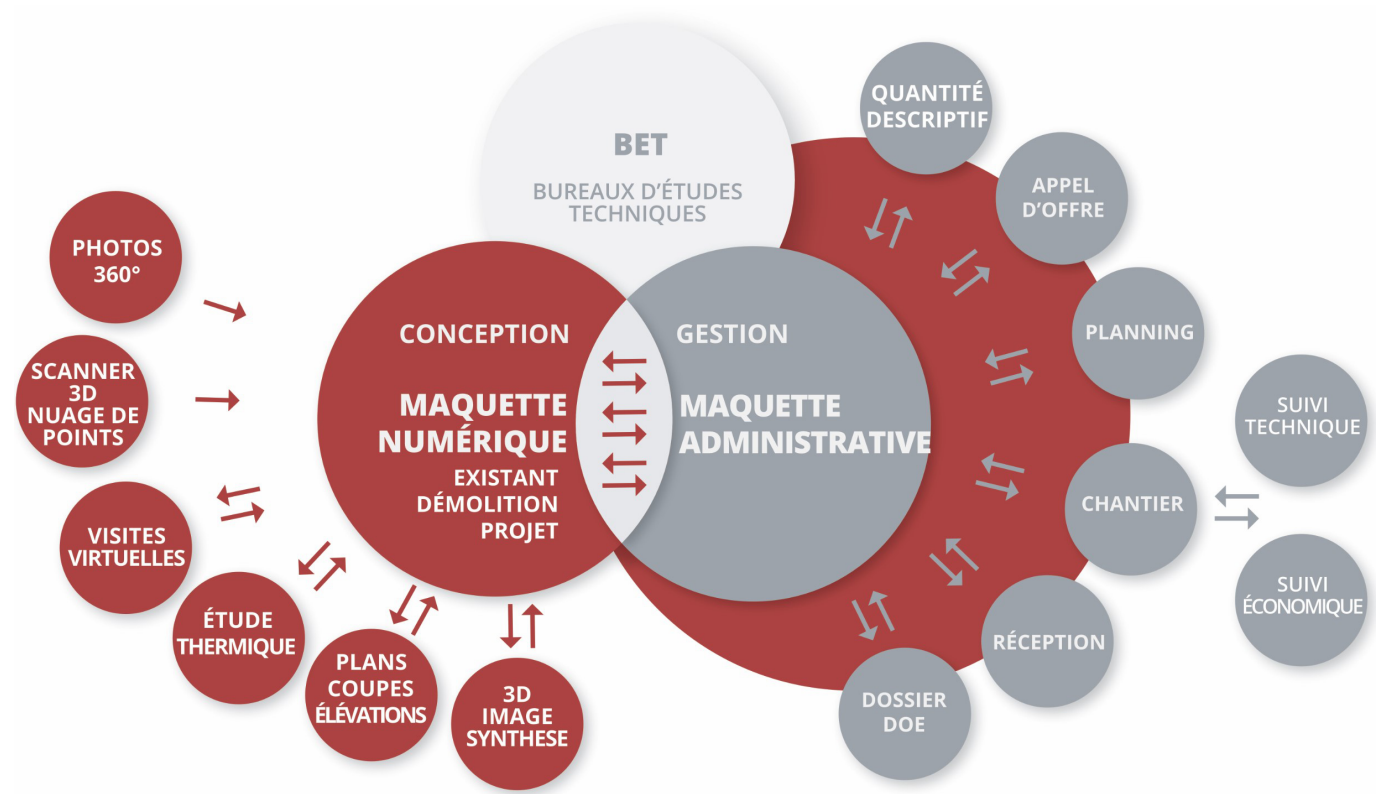 BET
BUREAUX D'ÉTUDES
TECHNIQUES
QUANTITÉ
DESCRIPTIF
APPEL
D'OFFRE
PLANNING
CHANTIER
SUIVI
TECHNIQUE
SUIVI
ÉCONOMIQUE
RÉCEPTION
DOSSIER
DOE
PHOTOS
360°
SCANNER
3D
NUAGE DE
POINTS
VISITES
VIRTUELLES
ÉTUDE
THERMIQUE
PLANS
COUPES
ÉLÉVATIONS
3D
IMAGE
SYNTHESE
CONCEPTION
MAQUETTE
NUMÉRIQUE
EXISTANT
DÉMOLITION
PROJET
GESTION
MAQUETTE
ADMINISTRATIVE